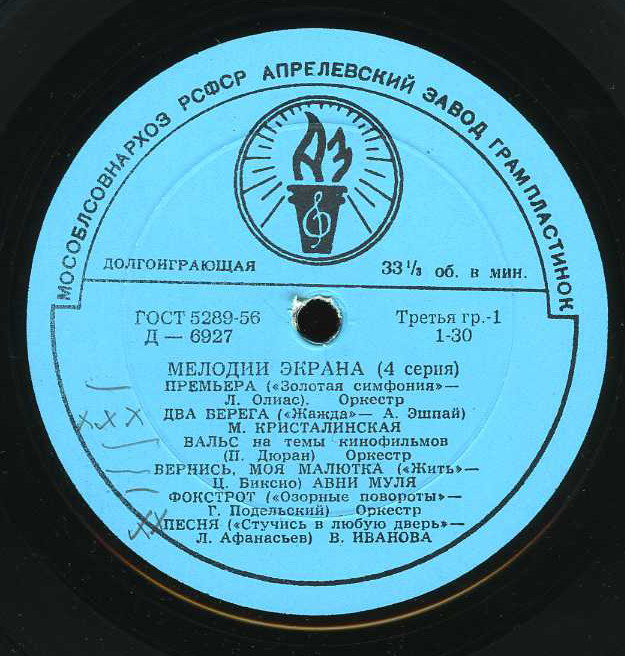 МОСОБЛСОВНАРХОЗ РСФСР АПРЕЛЕВСКИЙ ЗАВОД ГРАМПЛАСТИНОК
АЗ
ДОЛГОИГРАЮЩАЯ 33⅓ об. в мин.
ГОСТ 5289-56 Третья гр.-1
Д — 6927 1-30
МЕЛОДИИ ЭКРАНА (4 серия)
ПРЕМЬЕРА («Золотая симфония»—
Л. Олиас). Оркестр
ДВА БЕРЕГА («Жажда»— А. Эшпай)
М. КРИСТАЛИНСКАЯ
ВАЛЬС на темы кинофильмов
(П. Дюран) Оркестр
ВЕРНИСЬ, МОЯ МАЛЮТКА («Жить»—
Ц. Биксио) АВНИ МУЛЯ
ФОКСТРОТ («Озорные повороты»—
Г. Подельский) Оркестр
ПЕСНЯ («Стучись в любую дверь»—
Л. Афанасьев) В. ИВАНОВА
ххх
хх